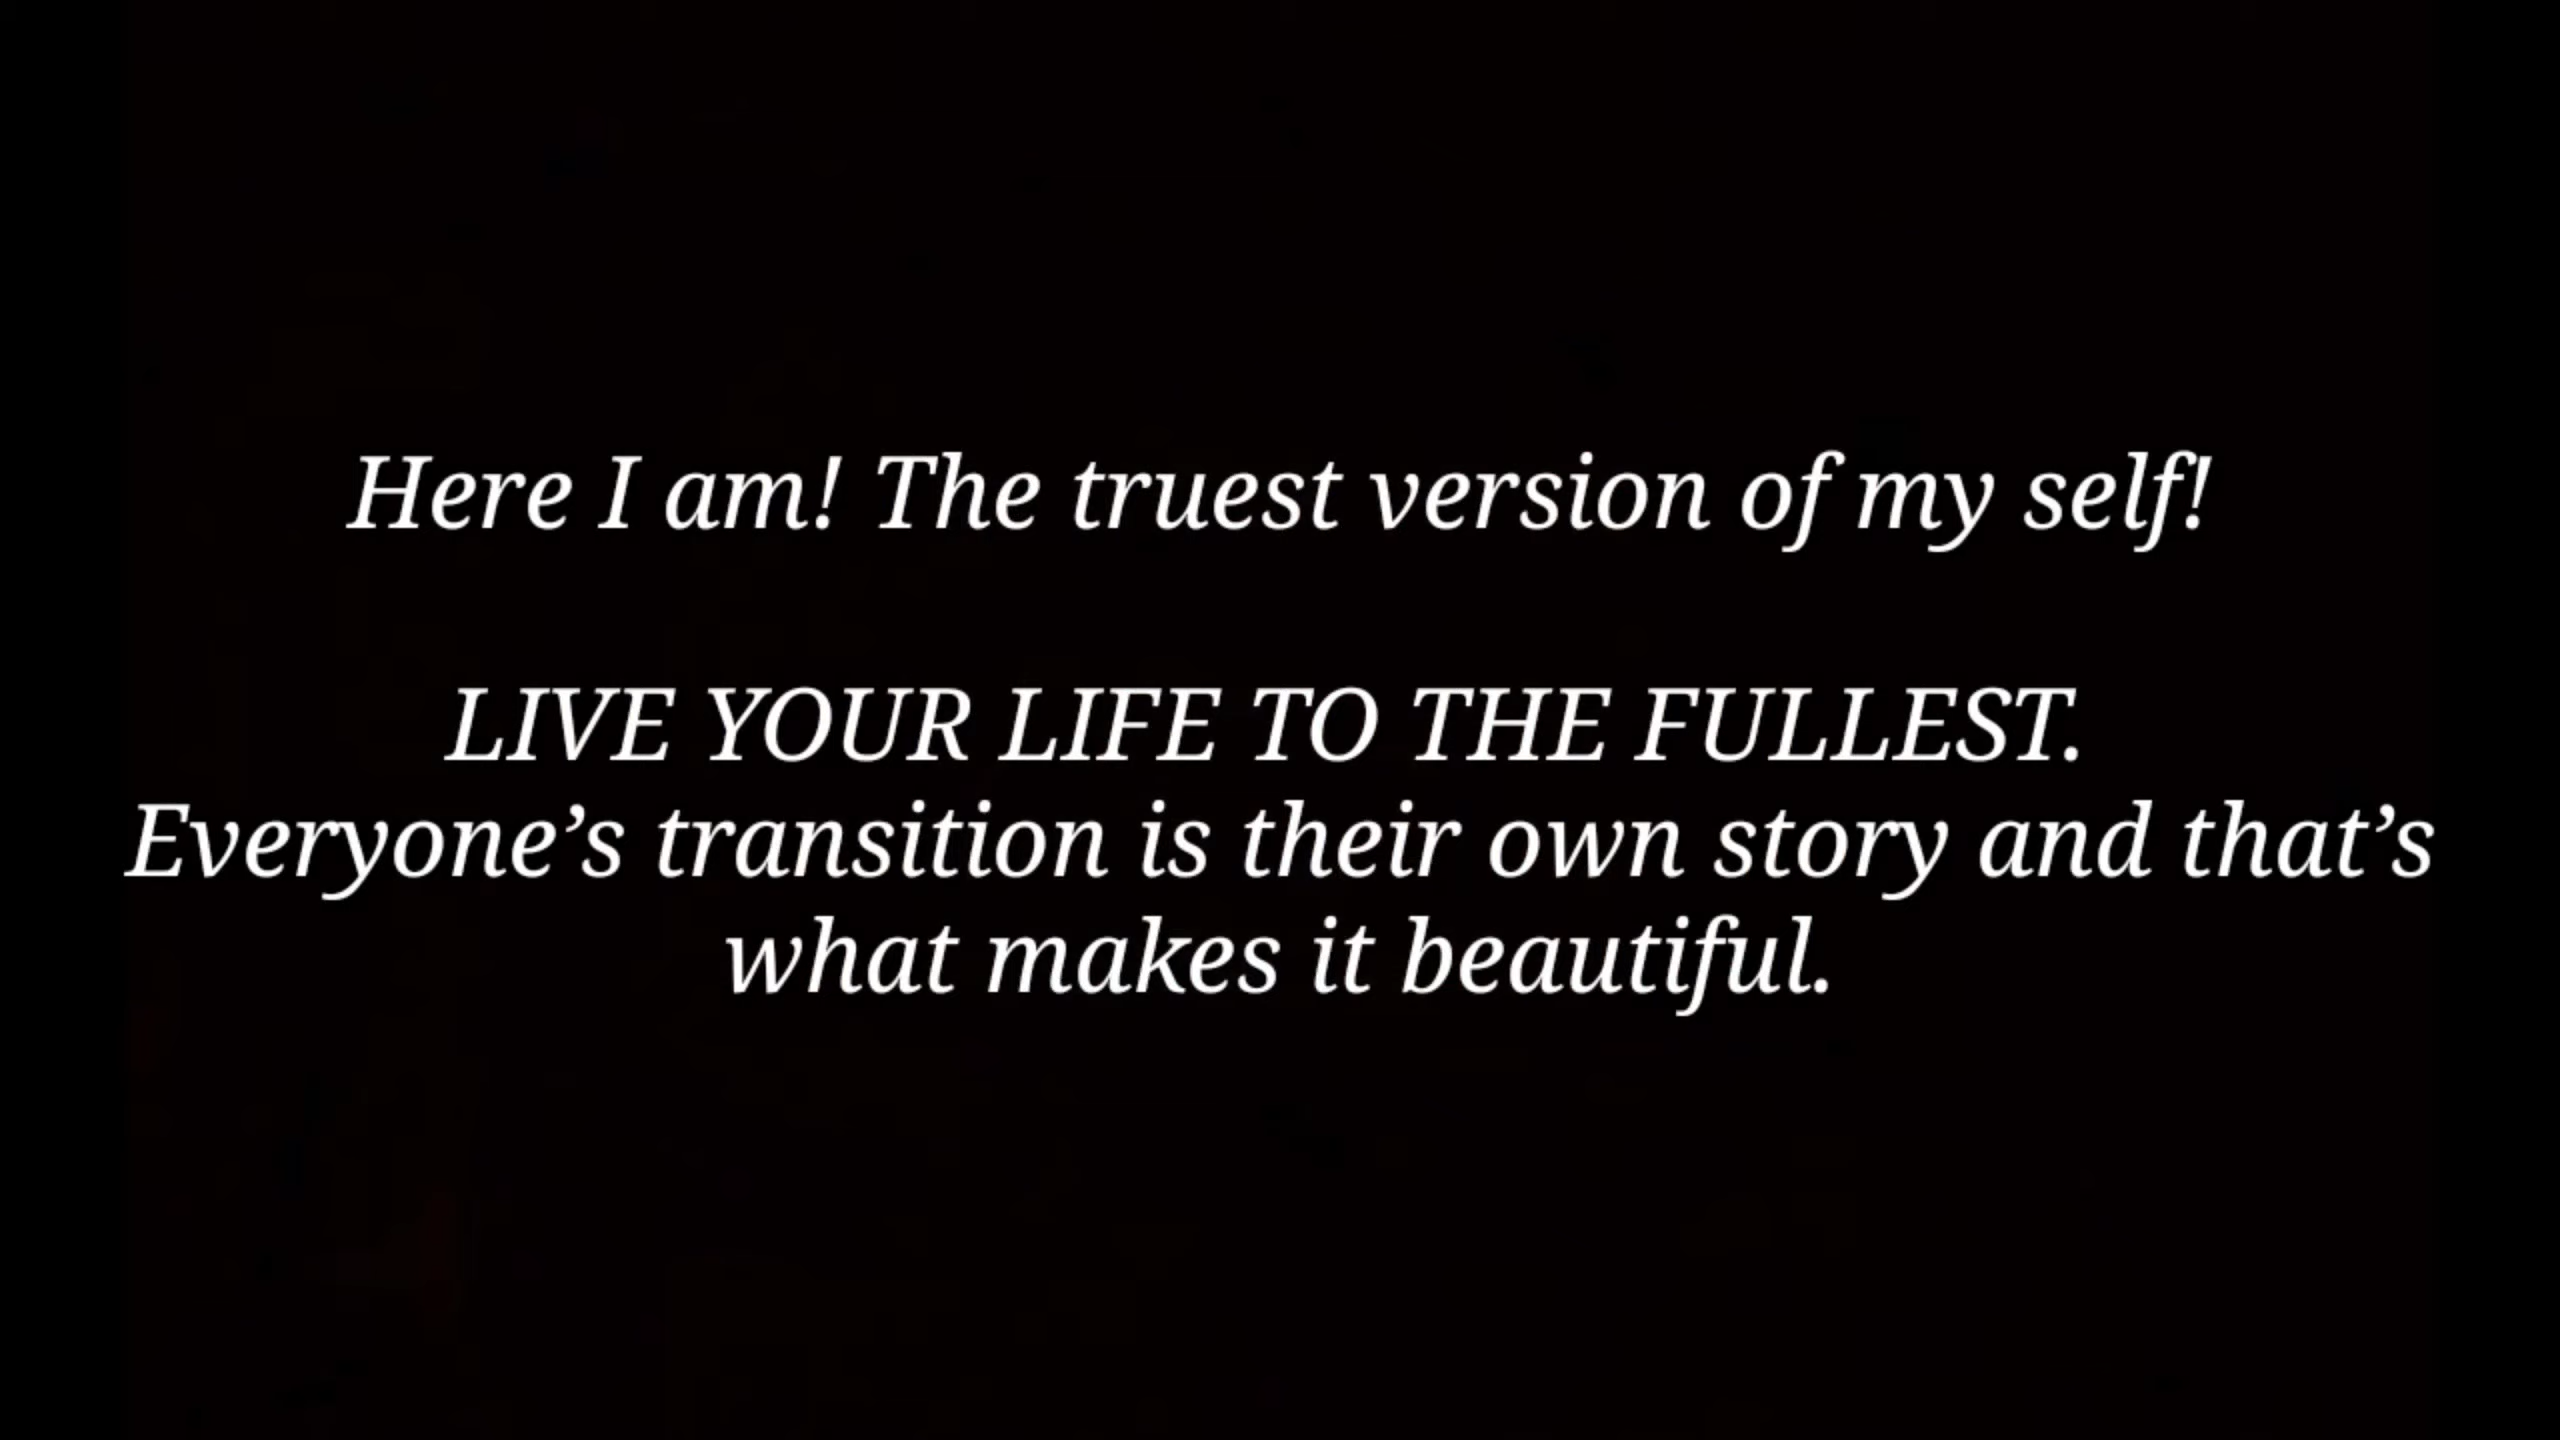 Here I am! The truest version of my self!
LIVE YOUR LIFE TO THE FULLEST.
Everyone’s transition is their own story and that’s
what makes it beautiful.